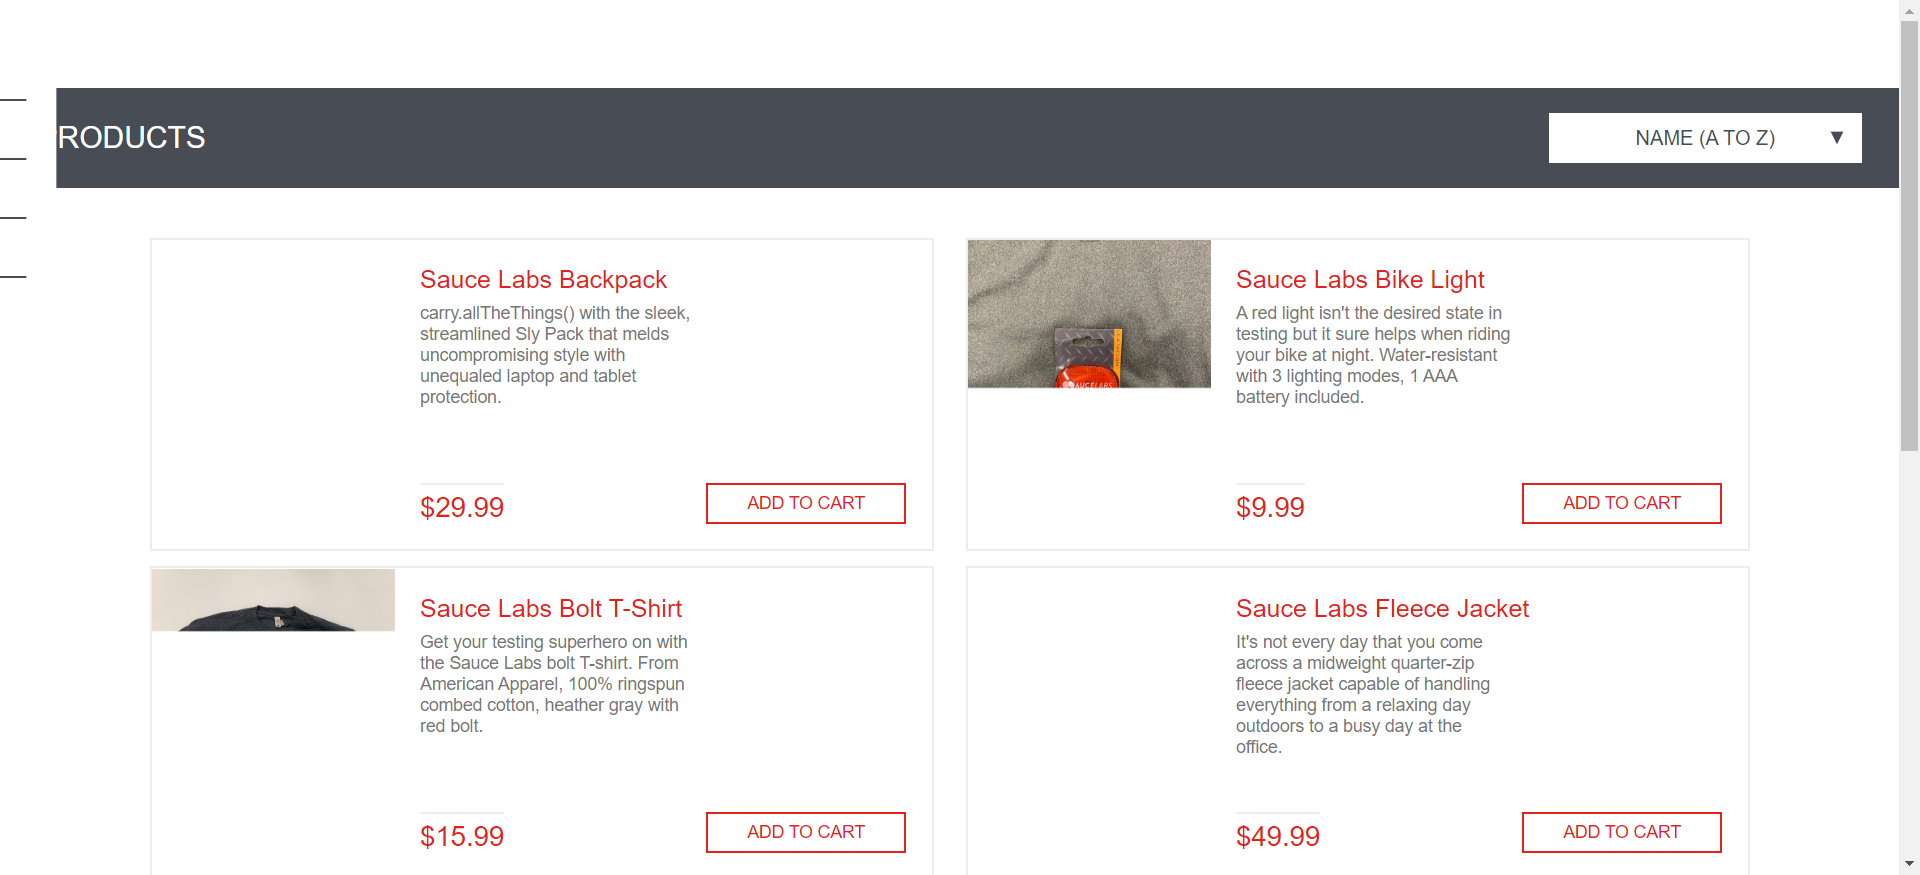 RODUCTS
NAME (A TO Z) ▼
Sauce Labs Backpack
carry.allTheThings() with the sleek,
streamlined Sly Pack that melds
uncompromising style with
unequaled laptop and tablet
protection.
$29.99
ADD TO CART
Sauce Labs Bike Light
A red light isn't the desired state in
testing but it sure helps when riding
your bike at night. Water-resistant
with 3 lighting modes, 1 AAA
battery included.
$9.99
ADD TO CART
AUCELABS
Sauce Labs Bolt T-Shirt
Get your testing superhero on with
the Sauce Labs bolt T-shirt. From
American Apparel, 100% ringspun
combed cotton, heather gray with
red bolt.
$15.99
ADD TO CART
Sauce Labs Fleece Jacket
It's not every day that you come
across a midweight quarter-zip
fleece jacket capable of handling
everything from a relaxing day
outdoors to a busy day at the
office.
$49.99
ADD TO CART